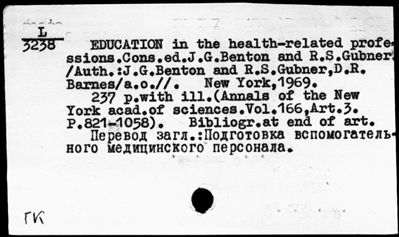 L
3238
EDUCATION in the health-related profe-
ssions.Cons.ed.J.G.Benton and R.S.Gubner
/Auth.:J.G.Benton and R.S.Gubner,D.R.
Barnes/a.o.//. New York,1969.
237 p.with ill.(Annals of the New
York acad.of sciences.Vol.166,Art.3.
P.821-1058). Bibliogr.at end of art.
Перевод загл.:Подготовка вспомогатель-
ного медицинского персонала.
ГК